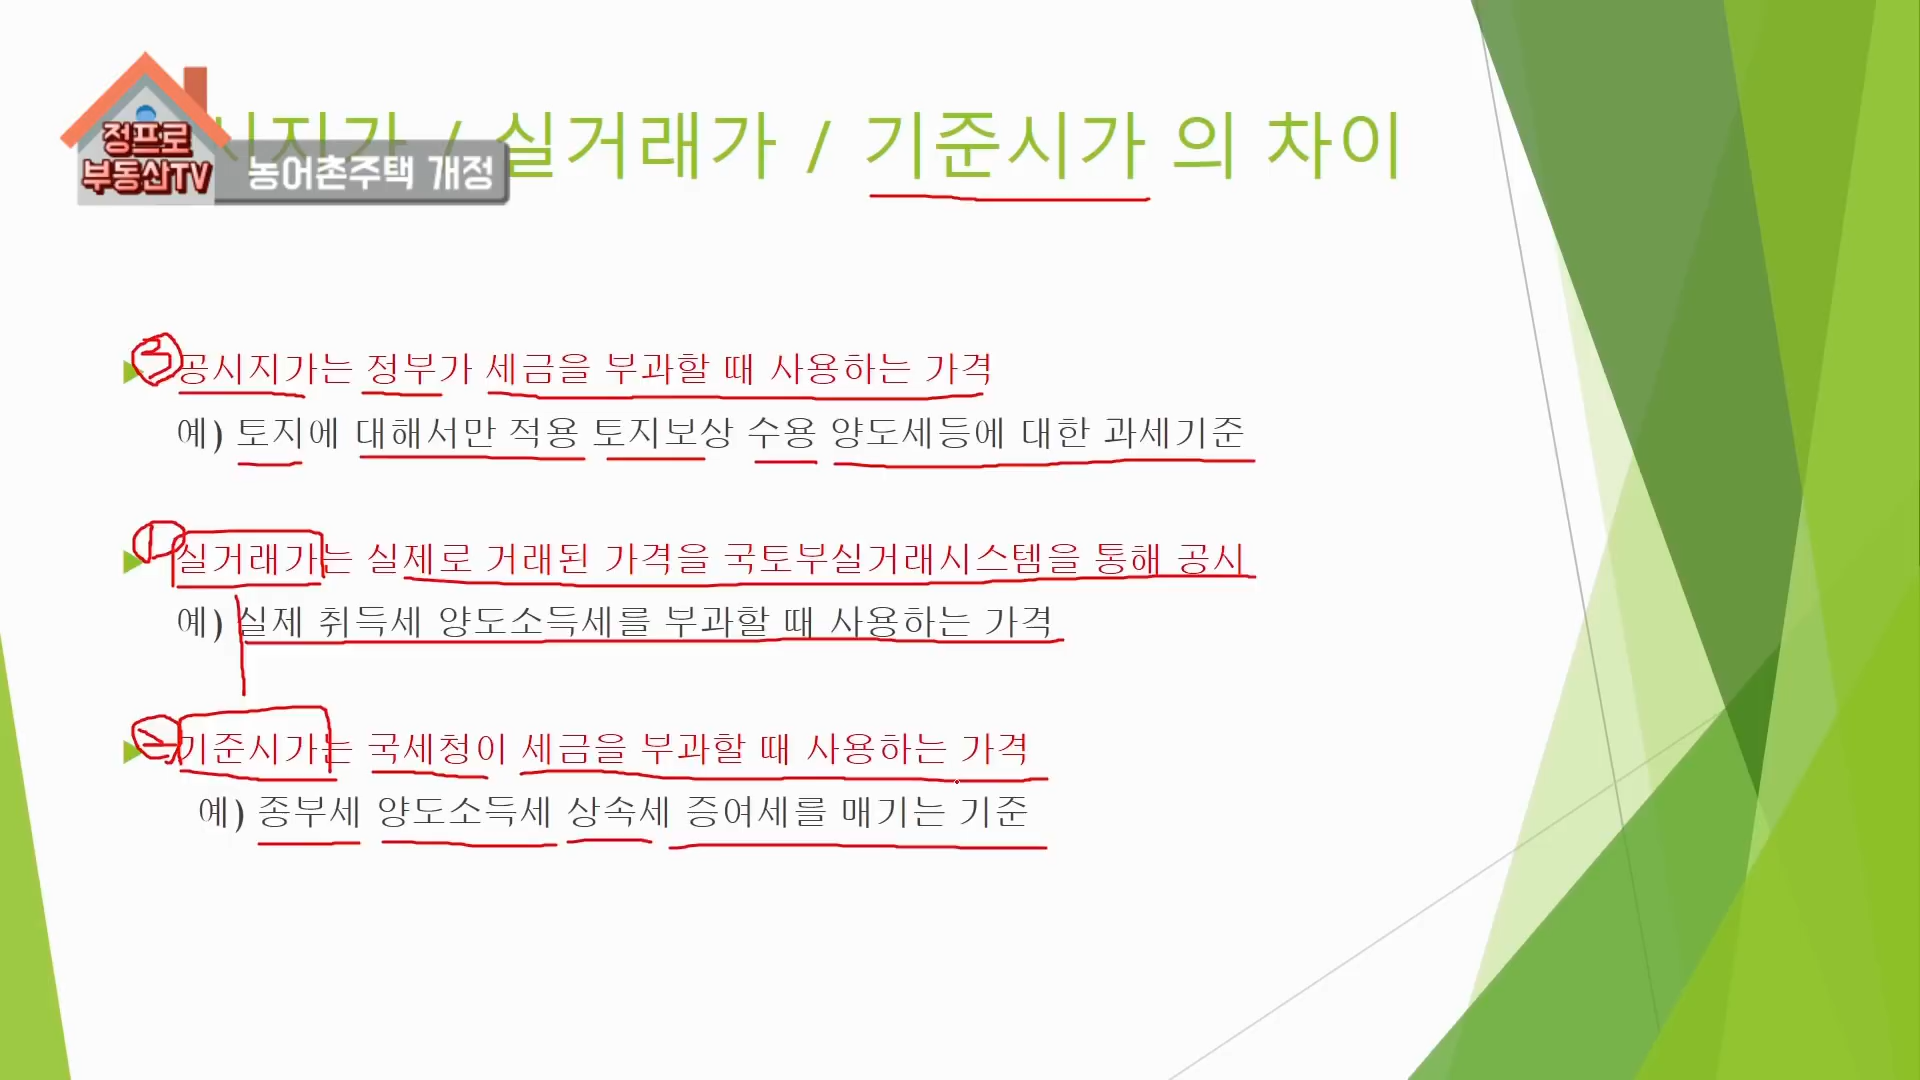 정프로
부동산TV
농어촌주택 개정
시지가 / 실거래가 / 기준시가 의 차이
③ 공시지가는 정부가 세금을 부과할 때 사용하는 가격
예) 토지에 대해서만 적용 토지보상 수용 양도세등에 대한 과세기준
① 실거래가는 실제로 거래된 가격을 국토부실거래시스템을 통해 공시
예) 실제 취득세 양도소득세를 부과할 때 사용하는 가격
② 기준시가는 국세청이 세금을 부과할 때 사용하는 가격
예) 종부세 양도소득세 상속세 증여세를 매기는 기준